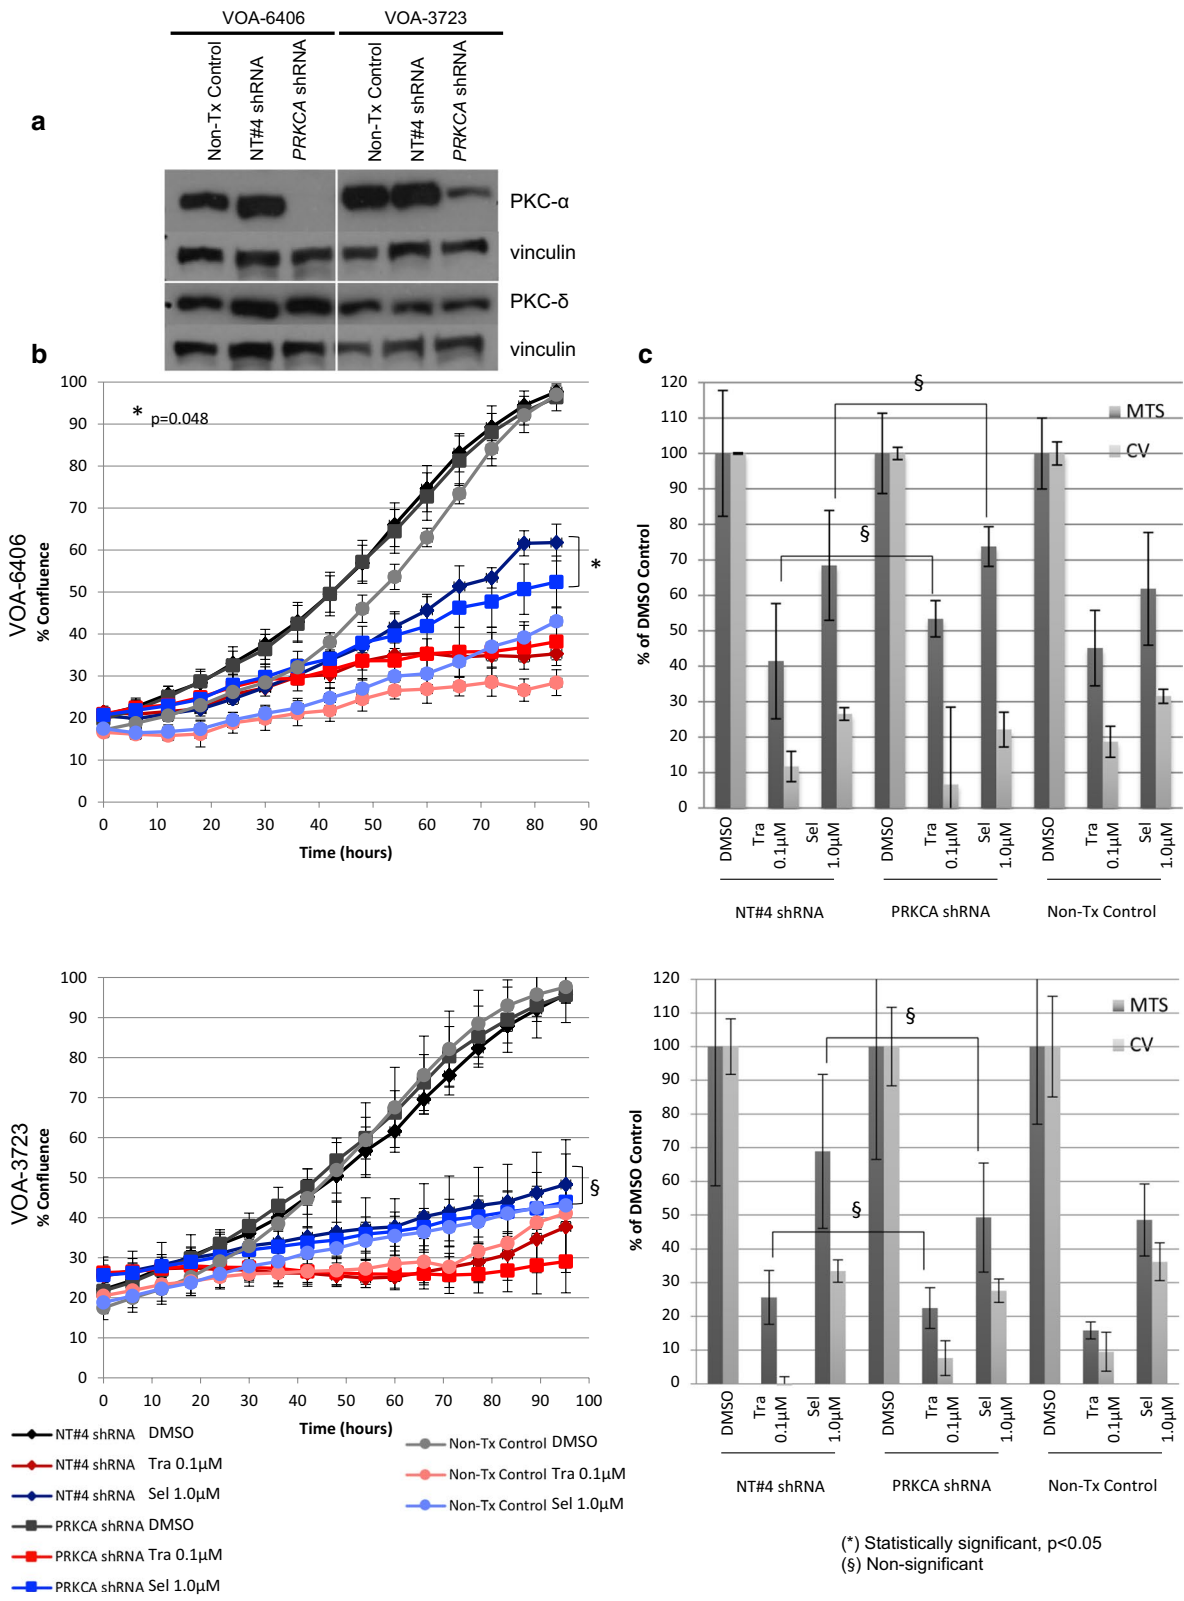 VOA-6406
VOA-3723
Non-Tx Control
NT#4 shRNA
PRKCA shRNA
Non-Tx Control
NT#4 shRNA
PRKCA shRNA
a
PKC-α
vinculin
PKC-δ
vinculin
b
VOA-6406
% Confluence
100
90
80
70
60
50
40
30
20
10
0
* p=0.048
*
0 10 20 30 40 50 60 70 80 90
Time (hours)
c
% of DMSO Control
120
110
100
90
80
70
60
50
40
30
20
10
0
§
§
MTS
CV
DMSO
Tra 0.1µM
Sel 1.0µM
DMSO
Tra 0.1µM
Sel 1.0µM
DMSO
Tra 0.1µM
Sel 1.0µM
NT#4 shRNA
PRKCA shRNA
Non-Tx Control
VOA-3723
% Confluence
100
90
80
70
60
50
40
30
20
10
0
§
0 10 20 30 40 50 60 70 80 90 100
Time (hours)
NT#4 shRNA DMSO
NT#4 shRNA Tra 0.1µM
NT#4 shRNA Sel 1.0µM
PRKCA shRNA DMSO
PRKCA shRNA Tra 0.1µM
PRKCA shRNA Sel 1.0µM
Non-Tx Control DMSO
Non-Tx Control Tra 0.1µM
Non-Tx Control Sel 1.0µM
% of DMSO Control
120
110
100
90
80
70
60
50
40
30
20
10
0
§
§
MTS
CV
DMSO
Tra 0.1µM
Sel 1.0µM
DMSO
Tra 0.1µM
Sel 1.0µM
DMSO
Tra 0.1µM
Sel 1.0µM
NT#4 shRNA
PRKCA shRNA
Non-Tx Control
(*) Statistically significant, p<0.05
(§) Non-significant